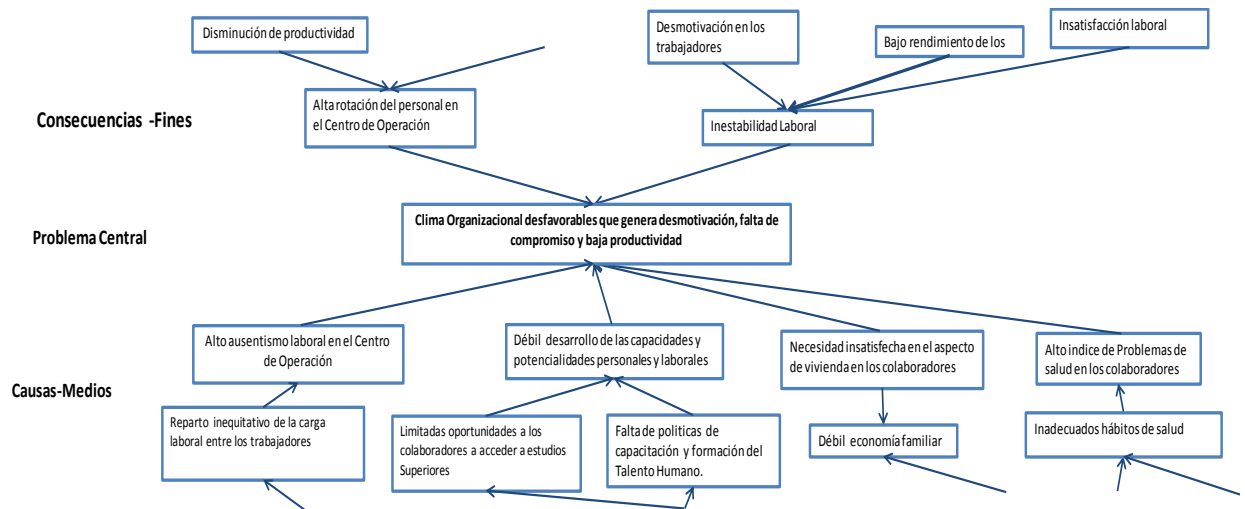 Disminución de productividad
Desmotivación en los
trabajadores
Bajo rendimiento de los
Insatisfacción laboral
Consecuencias -Fines
Alta rotación del personal en
el Centro de Operación
Inestabilidad Laboral
Problema Central
Clima Organizacional desfavorables que genera desmotivación, falta de
compromiso y baja productividad
Causas-Medios
Alto ausentismo laboral en el Centro
de Operación
Débil desarrollo de las capacidades y
potencialidades personales y laborales
Necesidad insatisfecha en el aspecto
de vivienda en los colaboradores
Alto indice de Problemas de
salud en los colaboradores
Reparto inequitativo de la carga
laboral entre los trabajadores
Limitadas oportunidades a los
colaboradores a acceder a estudios
Superiores
Falta de politicas de
capacitación y formación del
Talento Humano.
Débil economía familiar
Inadecuados hábitos de salud